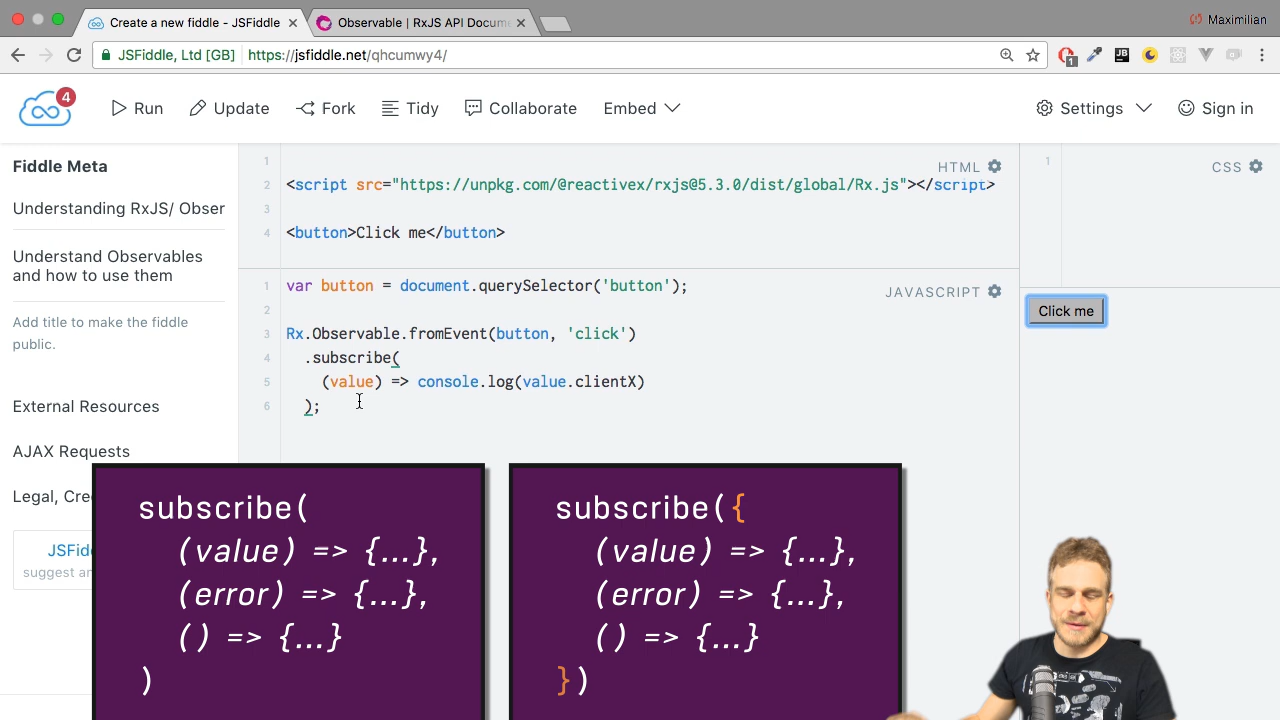 Create a new fiddle - JSFiddle
Observable | RxJS API Docum
Maximilian
JSFiddle, Ltd [GB]
https://jsfiddle.net/qhcumwy4/
1
JB
4
Run
Update
Fork
Tidy
Collaborate
Embed
Settings
Sign in
Fiddle Meta
Understanding RxJS/ Obser
Understand Observables
and how to use them
Add title to make the fiddle
public.
External Resources
AJAX Requests
Legal, Cre
JSFid
suggest an
HTML
1
2 <script src="https://unpkg.com/@reactivex/rxjs@5.3.0/dist/global/Rx.js"></script>
3
4 <button>Click me</button>
JAVASCRIPT
1 var button = document.querySelector('button');
2
3 Rx.Observable.fromEvent(button, 'click')
4 .subscribe(
5 (value) => console.log(value.clientX)
6 );
1
CSS
Click me
subscribe(
(value) => {...},
(error) => {...},
() => {...}
)
subscribe({
(value) => {...},
(error) => {...},
() => {...}
})